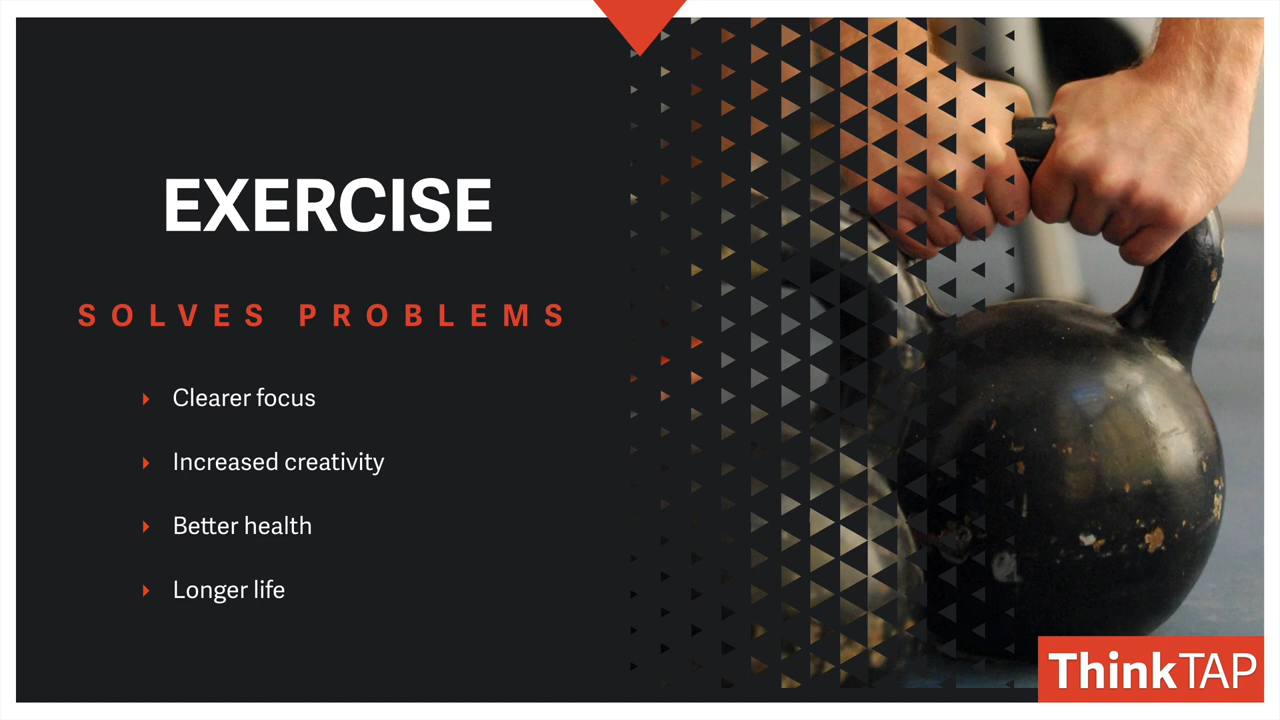 EXERCISE
SOLVES PROBLEMS
Clearer focus
Increased creativity
Better health
Longer life
ThinkTAP